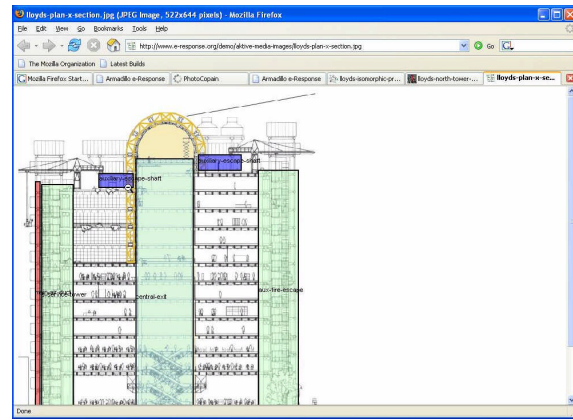 lloyds-plan-x-section.jpg (JPEG Image, 522x644 pixels) - Mozilla Firefox
File Edit View Go Bookmarks Tools Help
http://www.e-response.org/demo/aktive-media-images/lloyds-plan-x-section.jpg
Go
The Mozilla Organization Latest Builds
Mozilla Firefox Start... Armadillo e-Response PhotoCopain Armadillo e-Response lloyds-isomorphic-pr... lloyds-north-tower-... lloyds-plan-x-se...
auxiliary-escape-shaft
auxiliary-escape-shaft
aux-fire-escape
central-exit
Done